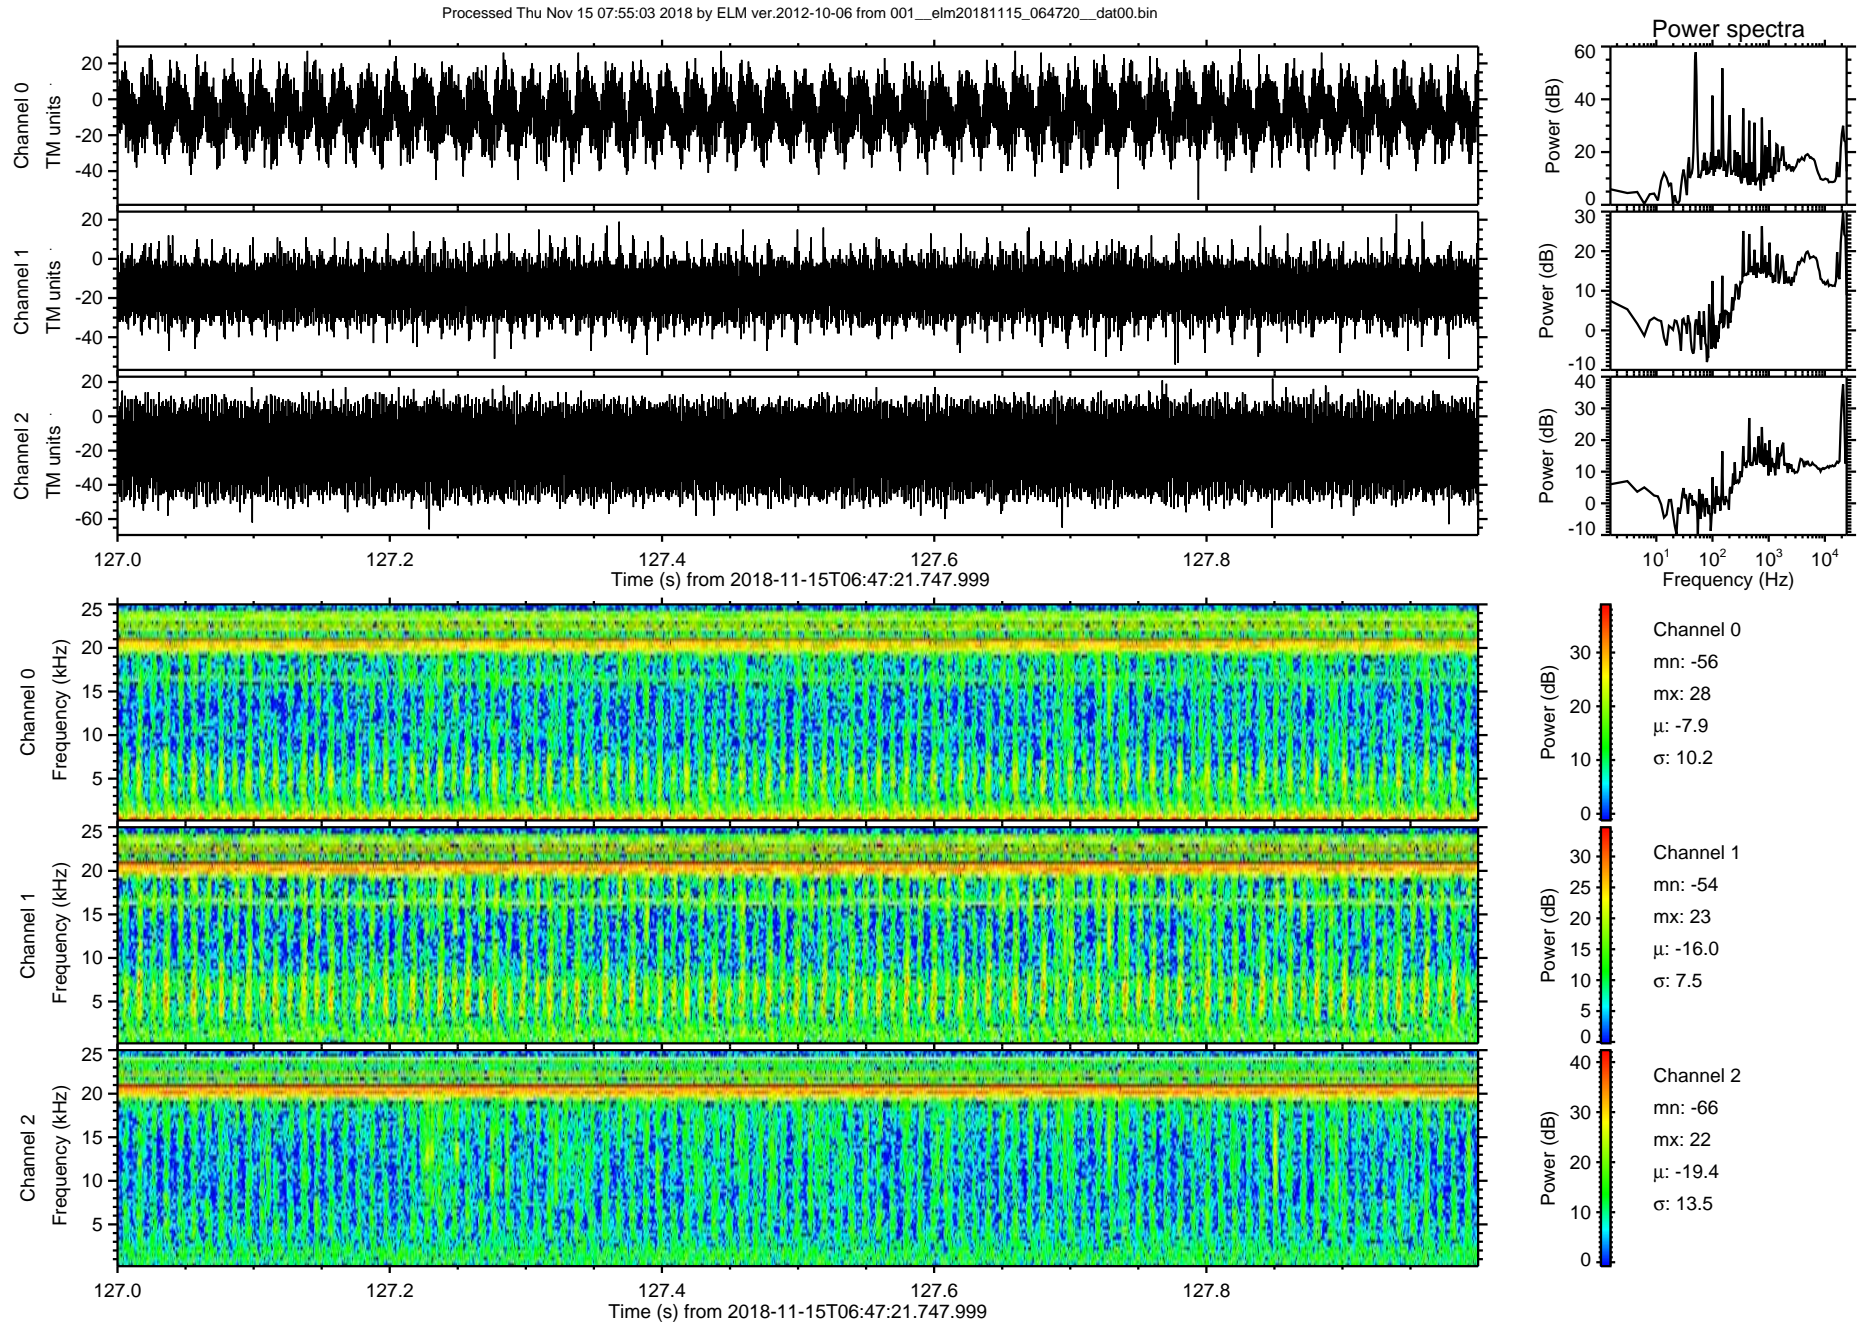 Processed Thu Nov 15 07:55:03 2018 by ELM ver.2012-10-06 from 001__elm20181115_064720__dat00.bin
Power spectra
Channel 0
TM units
20
0
-20
-40
Power (dB)
60
40
20
0
Channel 1
TM units
20
0
-20
-40
Power (dB)
30
20
10
0
-10
Channel 2
TM units
20
0
-20
-40
-60
Power (dB)
40
30
20
10
0
-10
127.0 127.2 127.4 127.6 127.8
Time (s) from 2018-11-15T06:47:21.747.999
10^1 10^2 10^3 10^4
Frequency (Hz)
Channel 0
Frequency (kHz)
25
20
15
10
5
Power (dB)
30
20
10
0
Channel 0
mn: -56
mx: 28
μ: -7.9
σ: 10.2
Channel 1
Frequency (kHz)
25
20
15
10
5
Power (dB)
30
25
20
15
10
5
0
Channel 1
mn: -54
mx: 23
μ: -16.0
σ: 7.5
Channel 2
Frequency (kHz)
25
20
15
10
5
Power (dB)
40
30
20
10
0
Channel 2
mn: -66
mx: 22
μ: -19.4
σ: 13.5
127.0 127.2 127.4 127.6 127.8
Time (s) from 2018-11-15T06:47:21.747.999